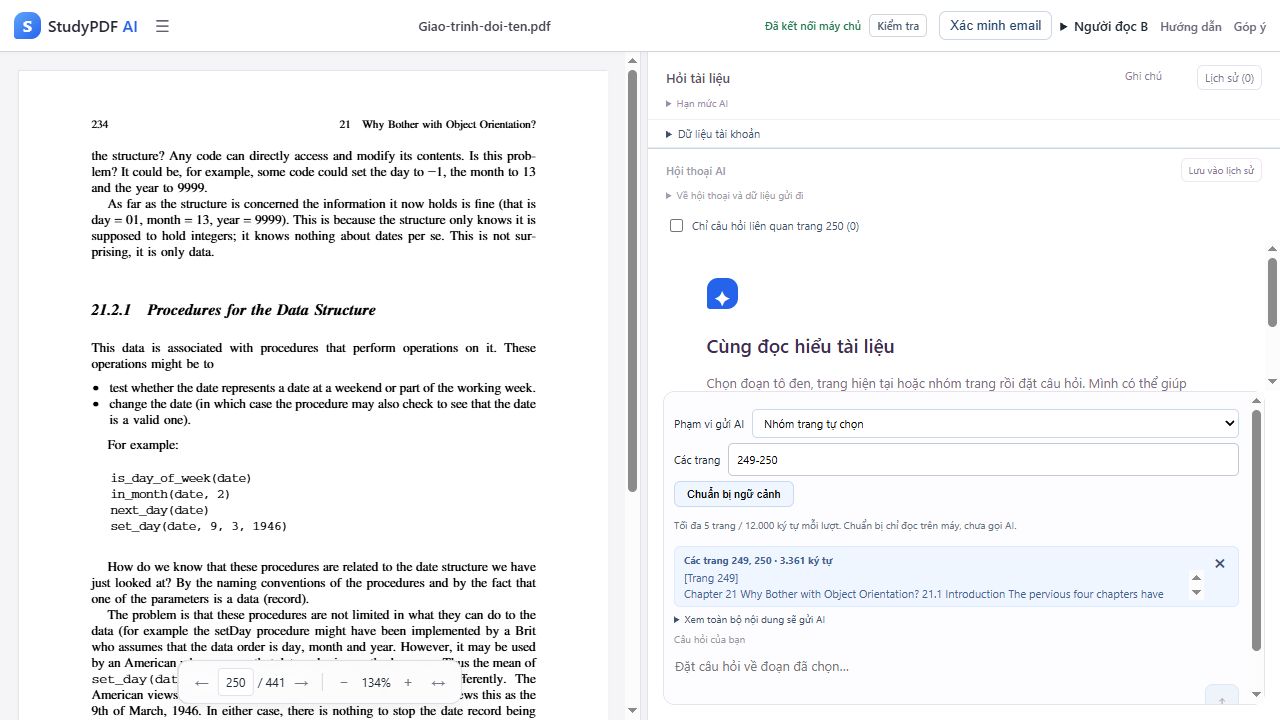 S StudyPDF AI ☰
Giao-trinh-doi-ten.pdf
Đã kết nối máy chủ
Kiểm tra
Xác minh email
▶ Người đọc B
Hướng dẫn
Góp ý
234 21 Why Bother with Object Orientation?
the structure? Any code can directly access and modify its contents. Is this prob-
lem? It could be, for example, some code could set the day to −1, the month to 13
and the year to 9999.
As far as the structure is concerned the information it now holds is fine (that is
day = 01, month = 13, year = 9999). This is because the structure only knows it is
supposed to hold integers; it knows nothing about dates per se. This is not sur-
prising, it is only data.
21.2.1 Procedures for the Data Structure
This data is associated with procedures that perform operations on it. These
operations might be to
• test whether the date represents a date at a weekend or part of the working week.
• change the date (in which case the procedure may also check to see that the date
is a valid one).
For example:
is_day_of_week(date)
in_month(date, 2)
next_day(date)
set_day(date, 9, 3, 1946)
How do we know that these procedures are related to the date structure we have
just looked at? By the naming conventions of the procedures and by the fact that
one of the parameters is a data (record).
The problem is that these procedures are not limited in what they can do to the
data (for example the setDay procedure might have been implemented by a Brit
who assumes that the data order is day, month and year. However, it may be used
by an American
us the mean of
set_day(dat
fferently. The
American views
ews this as the
9th of March, 1946. In either case, there is nothing to stop the date record being
← 250 / 441 → − 134% + ↔
Hỏi tài liệu
Ghi chú
Lịch sử (0)
▶ Hạn mức AI
▶ Dữ liệu tài khoản
Hội thoại AI
Lưu vào lịch sử
▶ Về hội thoại và dữ liệu gửi đi
Chỉ câu hỏi liên quan trang 250 (0)
Cùng đọc hiểu tài liệu
Chọn đoạn tô đen, trang hiện tại hoặc nhóm trang rồi đặt câu hỏi. Mình có thể giúp
Phạm vi gửi AI Nhóm trang tự chọn
Các trang 249-250
Chuẩn bị ngữ cảnh
Tối đa 5 trang / 12.000 ký tự mỗi lượt. Chuẩn bị chỉ đọc trên máy, chưa gọi AI.
Các trang 249, 250 · 3.361 ký tự ✕
[Trang 249]
Chapter 21 Why Bother with Object Orientation? 21.1 Introduction The pervious four chapters have
▶ Xem toàn bộ nội dung sẽ gửi AI
Câu hỏi của bạn
Đặt câu hỏi về đoạn đã chọn...
↑